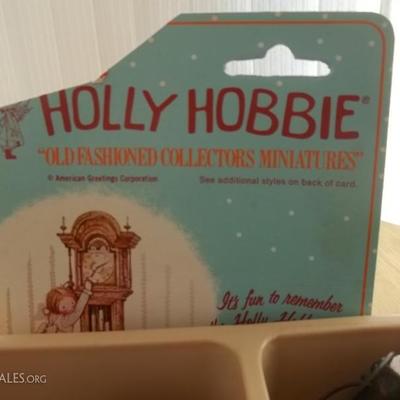 HOLLY HOBBIE®
"OLD FASHIONED COLLECTORS MINIATURES"
© American Greetings Corporation
See additional styles on back of card.
It's fun to remember
Holly
ALES.ORG